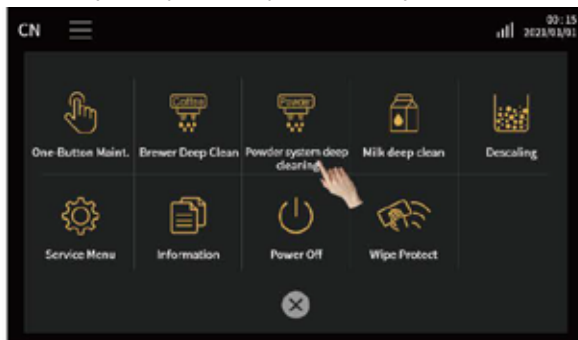 CN
00:15
2023/03/01
Coffee
Powder
One-Button Maint.
Brewer Deep Clean
Powder system deep
cleaning
Milk deep clean
Descaling
Service Menu
Information
Power Off
Wipe Protect